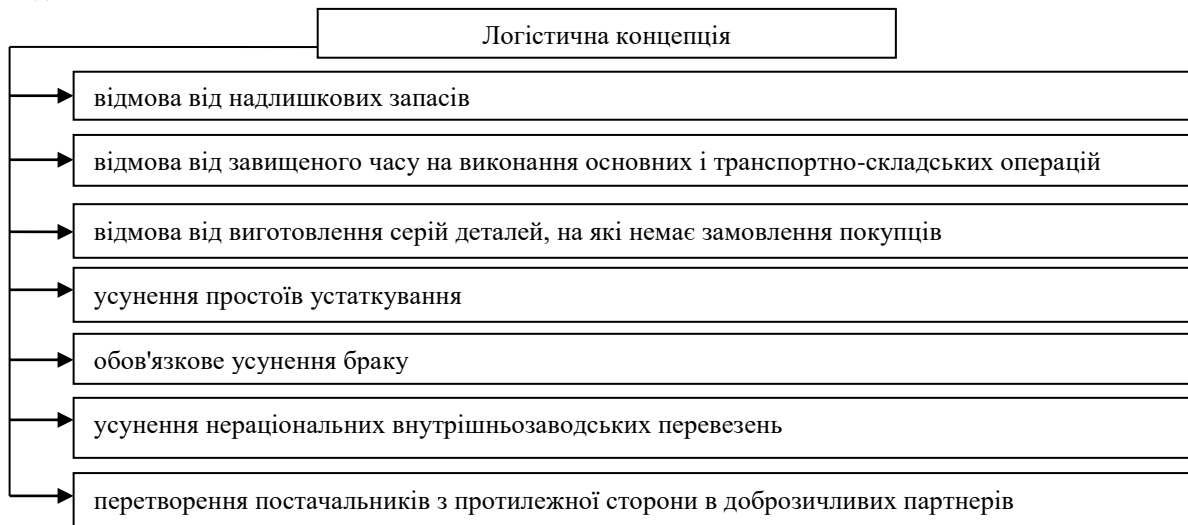 Логістична концепція
відмова від надлишкових запасів
відмова від завищеного часу на виконання основних і транспортно-складських операцій
відмова від виготовлення серій деталей, на які немає замовлення покупців
усунення простоїв устаткування
обов'язкове усунення браку
усунення нераціональних внутрішньозаводських перевезень
перетворення постачальників з протилежної сторони в доброзичливих партнерів